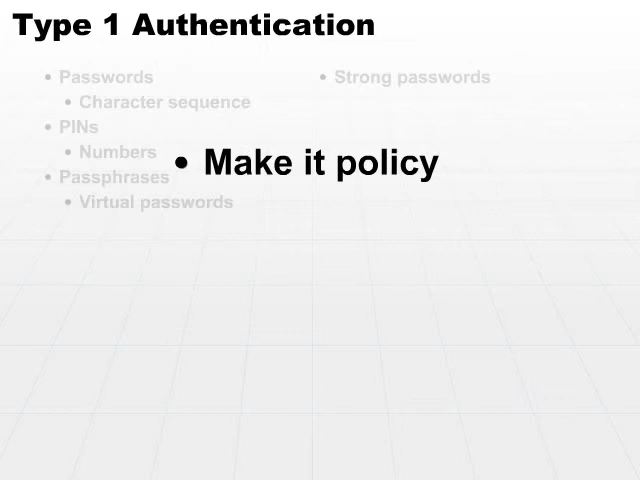 Type 1 Authentication
• Passwords
• Character sequence
• PINs
• Numbers
• Passphrases
• Virtual passwords
• Strong passwords
• Make it policy